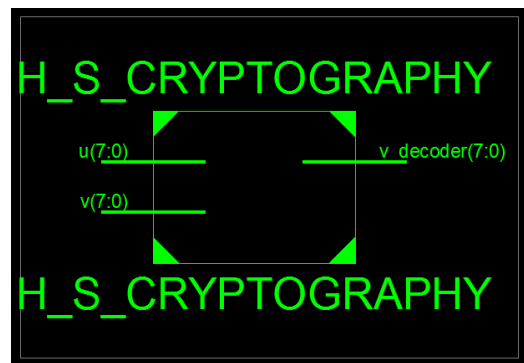 H_S_CRYPTOGRAPHY
u(7:0)
v_decoder(7:0)
v(7:0)
H_S_CRYPTOGRAPHY